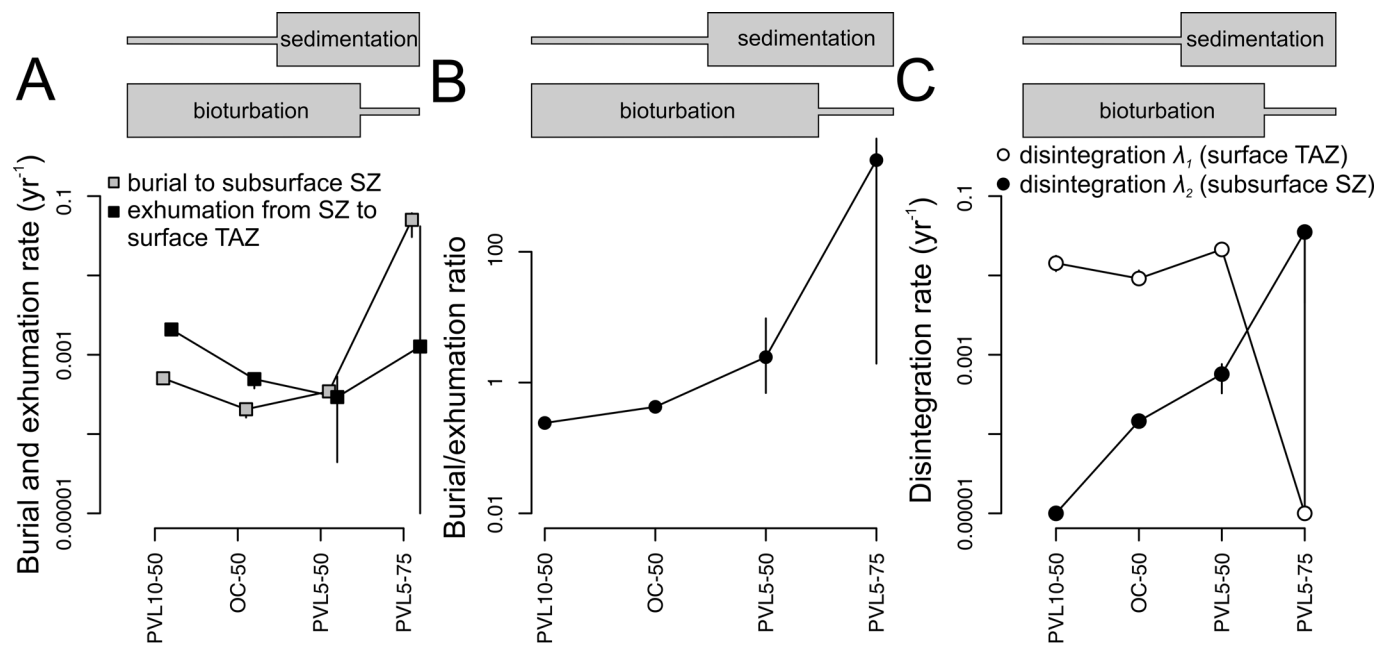 A
sedimentation
bioturbation
burial to subsurface SZ
exhumation from SZ to
surface TAZ
Burial and exhumation rate (yr⁻¹)
0.1
0.001
0.00001
PVL10-50
OC-50
PVL5-50
PVL5-75
B
sedimentation
bioturbation
Burial/exhumation ratio
100
1
0.01
PVL10-50
OC-50
PVL5-50
PVL5-75
C
sedimentation
bioturbation
disintegration λ₁ (surface TAZ)
disintegration λ₂ (subsurface SZ)
Disintegration rate (yr⁻¹)
0.1
0.001
0.00001
PVL10-50
OC-50
PVL5-50
PVL5-75